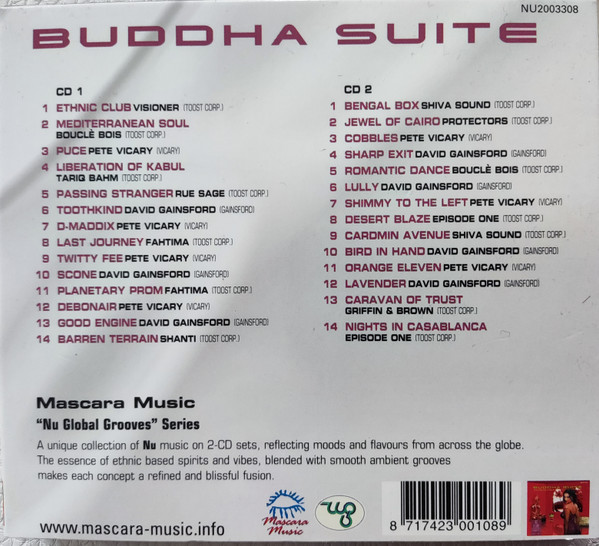 NU2003308
BUDDHA SUITE
CD 1
1 ETHNIC CLUB VISIONER (TOOST CORP.)
2 MEDITERRANEAN SOUL
BOUCLÈ BOIS (TOOST CORP.)
3 PUCE PETE VICARY (VICARY)
4 LIBERATION OF KABUL
TARIQ BAHM (TOOST CORP.)
5 PASSING STRANGER RUE SAGE (TOOST CORP.)
6 TOOTHKIND DAVID GAINSFORD (GAINSFORD)
7 D-MADDIX PETE VICARY (VICARY)
8 LAST JOURNEY FAHTIMA (TOOST CORP.)
9 TWITTY FEE PETE VICARY (VICARY)
10 SCONE DAVID GAINSFORD (GAINSFORD)
11 PLANETARY PROM FAHTIMA (TOOST CORP.)
12 DEBONAIR PETE VICARY (VICARY)
13 GOOD ENGINE DAVID GAINSFORD (GAINSFORD)
14 BARREN TERRAIN SHANTI (TOOST CORP.)
CD 2
1 BENGAL BOX SHIVA SOUND (TOOST CORP.)
2 JEWEL OF CAIRO PROTECTORS (TOOST CORP.)
3 COBBLES PETE VICARY (VICARY)
4 SHARP EXIT DAVID GAINSFORD (GAINSFORD)
5 ROMANTIC DANCE BOUCLÈ BOIS (TOOST CORP.)
6 LULLY DAVID GAINSFORD (GAINSFORD)
7 SHIMMY TO THE LEFT PETE VICARY (VICARY)
8 DESERT BLAZE EPISODE ONE (TOOST CORP.)
9 CARDMIN AVENUE SHIVA SOUND (TOOST CORP.)
10 BIRD IN HAND DAVID GAINSFORD (GAINSFORD)
11 ORANGE ELEVEN PETE VICARY (VICARY)
12 LAVENDER DAVID GAINSFORD (GAINSFORD)
13 CARAVAN OF TRUST
GRIFFIN & BROWN (TOOST CORP.)
14 NIGHTS IN CASABLANCA
EPISODE ONE (TOOST CORP.)
Mascara Music
“Nu Global Grooves” Series
A unique collection of Nu music on 2-CD sets, reflecting moods and flavours from across the globe.
The essence of ethnic based spirits and vibes, blended with smooth ambient grooves
makes each concept a refined and blissful fusion.
www.mascara-music.info
Mascara
Music
wg
8 717423 001089